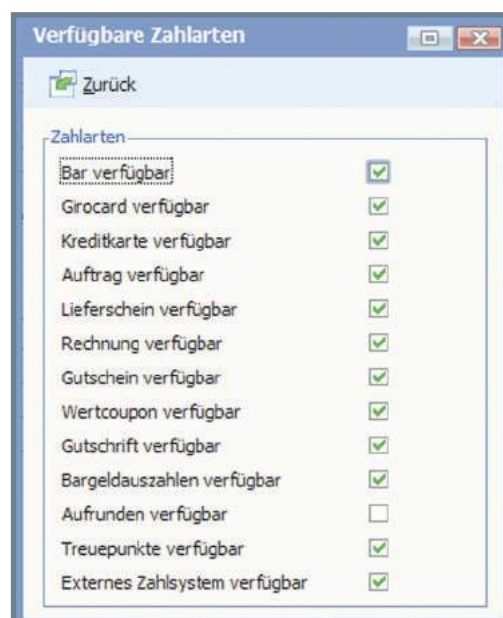 Verfügbare Zahlarten
Zurück
Zahlarten
Bar verfügbar
Girocard verfügbar
Kreditkarte verfügbar
Auftrag verfügbar
Lieferschein verfügbar
Rechnung verfügbar
Gutschein verfügbar
Wertcoupon verfügbar
Gutschrift verfügbar
Bargeldauszahlen verfügbar
Aufrunden verfügbar
Treuepunkte verfügbar
Externes Zahlsystem verfügbar